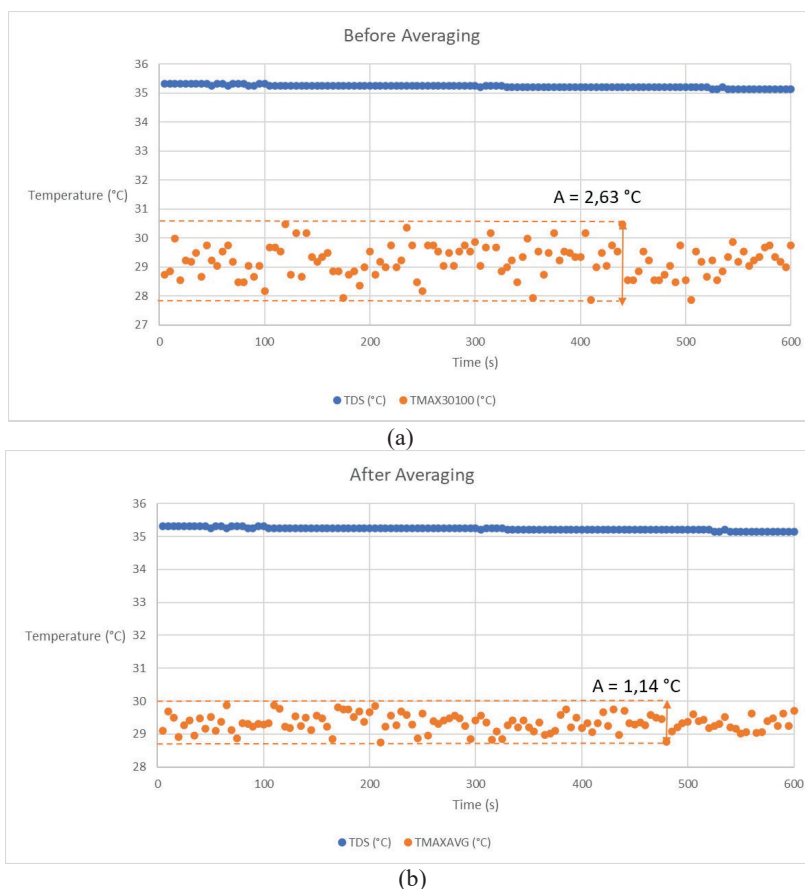 Before Averaging
36
35
34
33
Temperature (°C)
32
31
A = 2,63 °C
30
29
28
27
0 100 200 300 400 500 600
Time (s)
TDS (°C) TMAX30100 (°C)
(a)
After Averaging
36
35
34
33
Temperature (°C)
32
31
A = 1,14 °C
30
29
28
0 100 200 300 400 500 600
Time (s)
TDS (°C) TMAXAVG (°C)
(b)